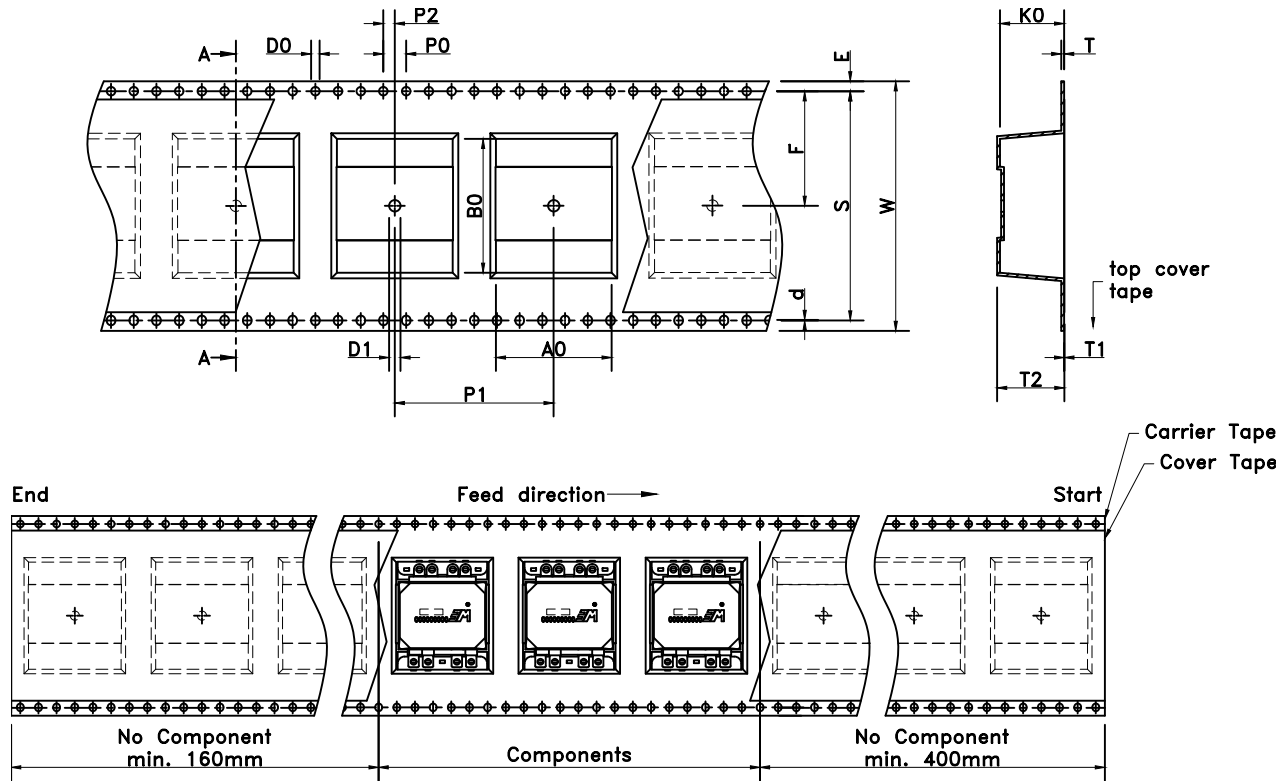 P2
K0
A
D0
P0
E
T
F
S
W
B0
d
top cover
tape
A
D1
A0
T1
P1
T2
Carrier Tape
Cover Tape
End
Feed direction
Start
No Component
min. 160mm
Components
No Component
min. 400mm